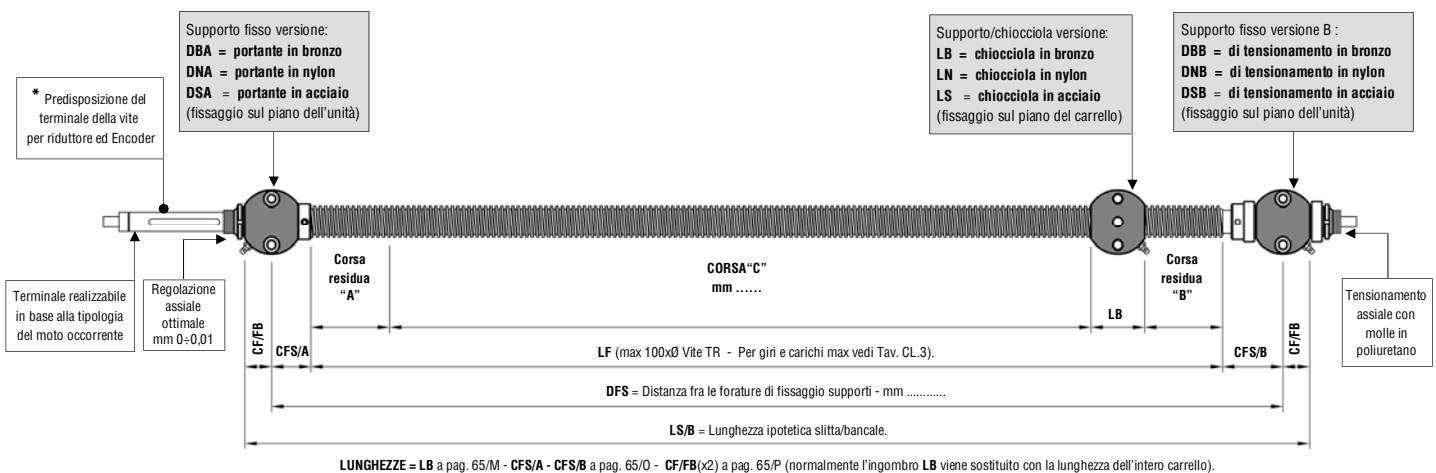 Supporto fisso versione:
DBA = portante in bronzo
DNA = portante in nylon
DSA = portante in acciaio
(fissaggio sul piano dell'unità)
Supporto/chiocciola versione:
LB = chiocciola in bronzo
LN = chiocciola in nylon
LS = chiocciola in acciaio
(fissaggio sul piano del carrello)
Supporto fisso versione B :
DBB = di tensionamento in bronzo
DNB = di tensionamento in nylon
DSB = di tensionamento in acciaio
(fissaggio sul piano dell'unità)
* Predisposizione del
terminale della vite
per riduttore ed Encoder
Terminale realizzabile
in base alla tipologia
del moto occorrente
Regolazione
assiale
ottimale
mm 0÷0,01
Corsa
residua
"A"
CORSA"C"
mm ......
Corsa
residua
"B"
Tensionamento
assiale con
molle in
poliuretano
LB
CF/FB
CFS/A
LF (max 100xØ Vite TR - Per giri e carichi max vedi Tav. CL.3).
CFS/B
CF/FB
DFS = Distanza fra le forature di fissaggio supporti - mm ............
LS/B = Lunghezza ipotetica slitta/bancale.
LUNGHEZZE = LB a pag. 65/M - CFS/A - CFS/B a pag. 65/O - CF/FB(x2) a pag. 65/P (normalmente l'ingombro LB viene sostituito con la lunghezza dell'intero carrello).